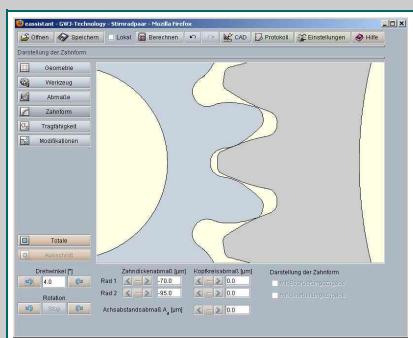 eassistant - GWJ-Technology - Stirnradpaar - Mozilla Firefox
Öffnen Speichern Lokal Berechnen CAD Protokoll Einstellungen Hilfe
Darstellung der Zahnform
Geometrie
Werkzeug
Abmaße
Zahnform
Tragfähigkeit
Modifikationen
Totale
Ausschnitt
Drehwinkel [°]
4.0
Rotation
Stop
Zahndickenabmaß [µm] Kopfkreisabmaß [µm]
Rad 1 -70.0 0.0
Rad 2 -95.0 0.0
Achsabstandsabmaß A [µm] 0.0
Darstellung der Zahnform